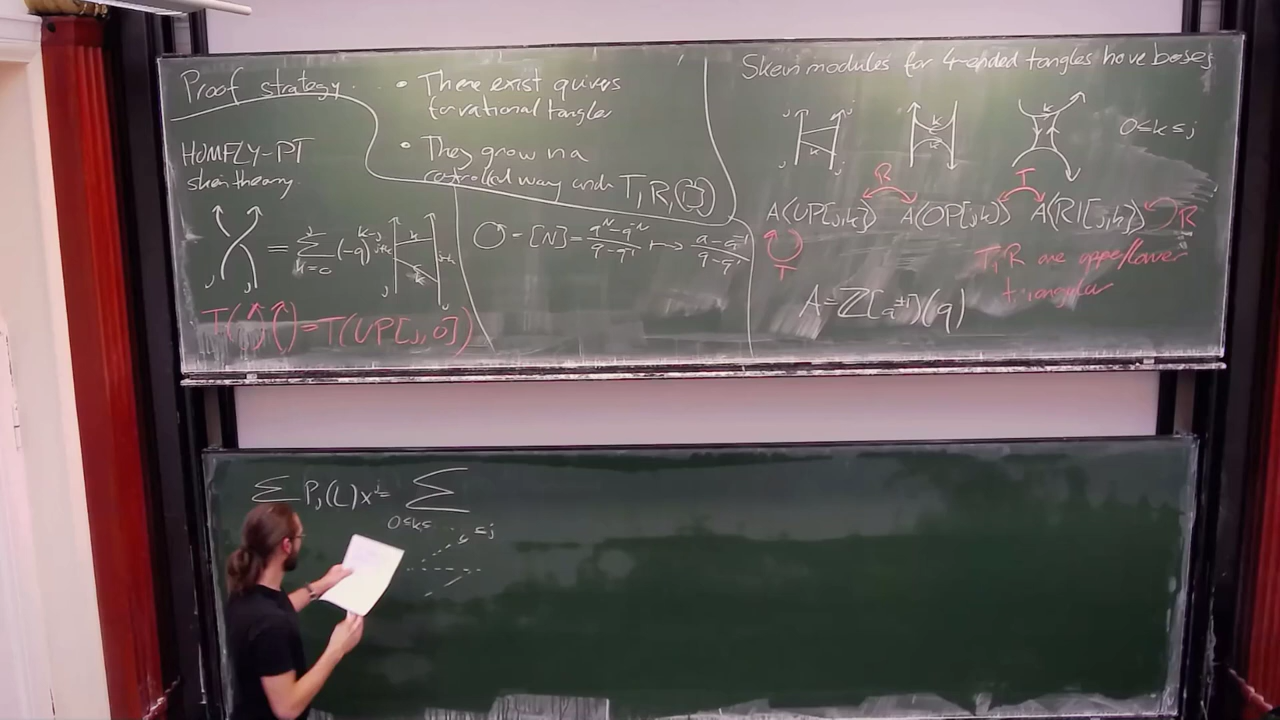 Proof strategy
• There exist quivers
for rational tangles
• They grow in a
controlled way under T, R, [B]
HOMFLY-PT
skein theory
= Σ (-q)^{k-j}
k=0
j
T(↑,↑) = T(UP[j,0])
O = [N] = (q^N - q^-N)/(q - q^-1) ↦ (a - a^-1)/(q - q^-1)
Skein modules for 4-ended tangles have bases
0≤k≤j
R
T
A(UP[j,k]) A(OP[j,k]) A(RI[j,k])
R
T
T, R are upper/lower
triangular
A = Z[a^±1](q)
Σ P_j(L) x^j = Σ
0≤k≤
≤j